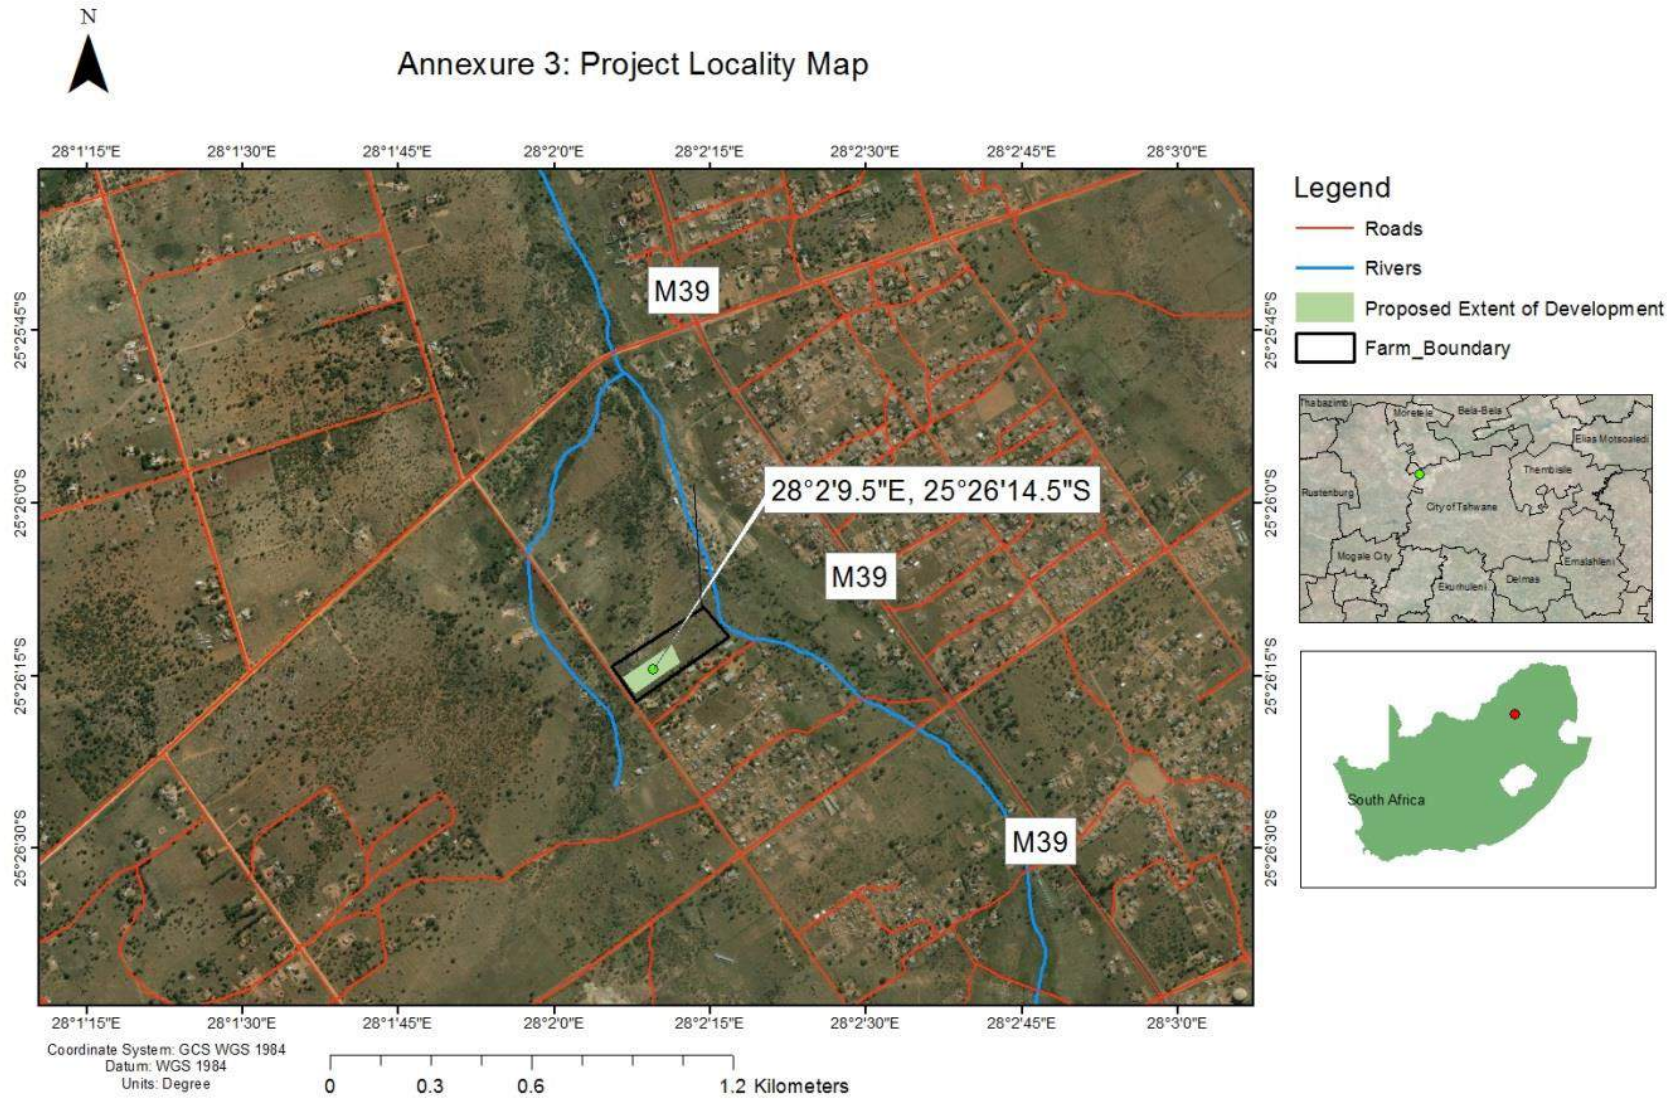 N
Annexure 3: Project Locality Map
28°1'15"E 28°1'30"E 28°1'45"E 28°2'0"E 28°2'15"E 28°2'30"E 28°2'45"E 28°3'0"E
25°25'45"S
25°26'0"S
25°26'15"S
25°26'30"S
M39
28°2'9.5"E, 25°26'14.5"S
M39
M39
25°25'45"S
25°26'0"S
25°26'15"S
25°26'30"S
28°1'15"E 28°1'30"E 28°1'45"E 28°2'0"E 28°2'15"E 28°2'30"E 28°2'45"E 28°3'0"E
Legend
Roads
Rivers
Proposed Extent of Development
Farm_Boundary
Thabazimbi
Moretele
Bela-Bela
Elias Motsoaledi
Thembisile
Rustenburg
City of Tshwane
Mogale City
Emalahleni
Ekurhuleni
Delmas
South Africa
Coordinate System: GCS WGS 1984
Datum: WGS 1984
Units: Degree
0 0.3 0.6 1.2 Kilometers